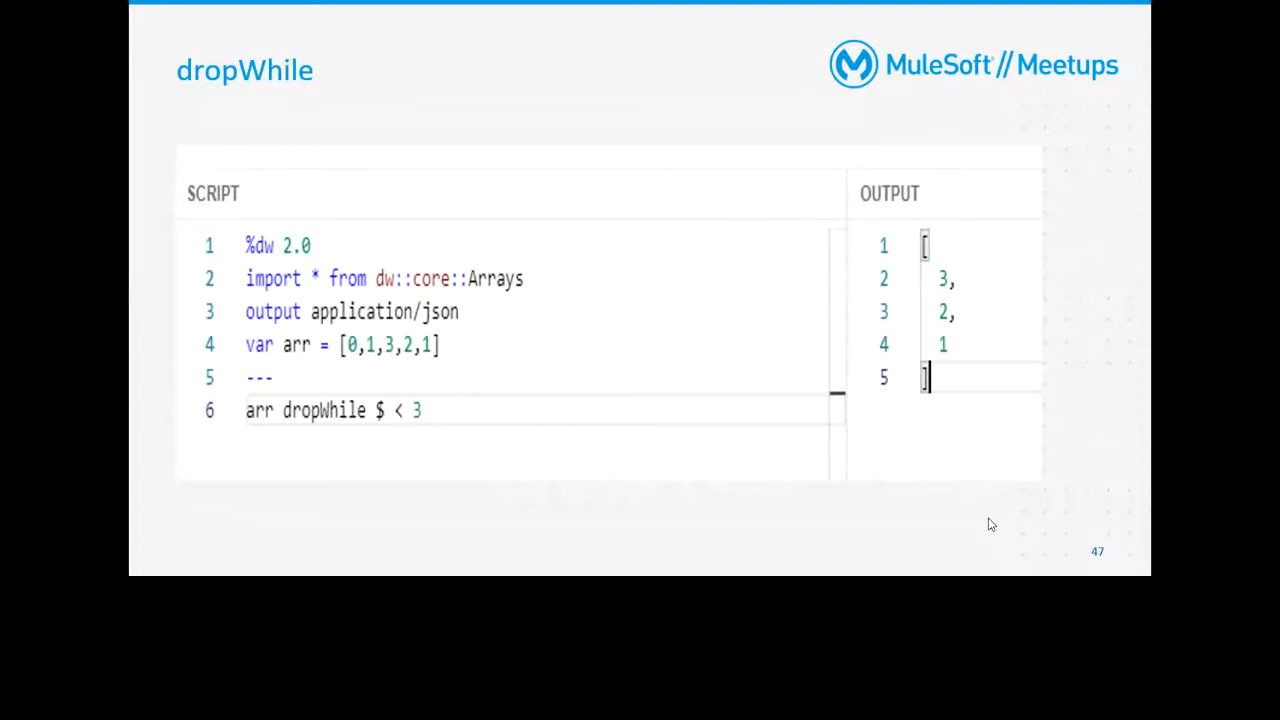 dropWhile
MuleSoft // Meetups
SCRIPT
1 %dw 2.0
2 import * from dw::core::Arrays
3 output application/json
4 var arr = [0,1,3,2,1]
5 ---
6 arr dropWhile $ < 3
OUTPUT
1 [
2 3,
3 2,
4 1
5 ]
47